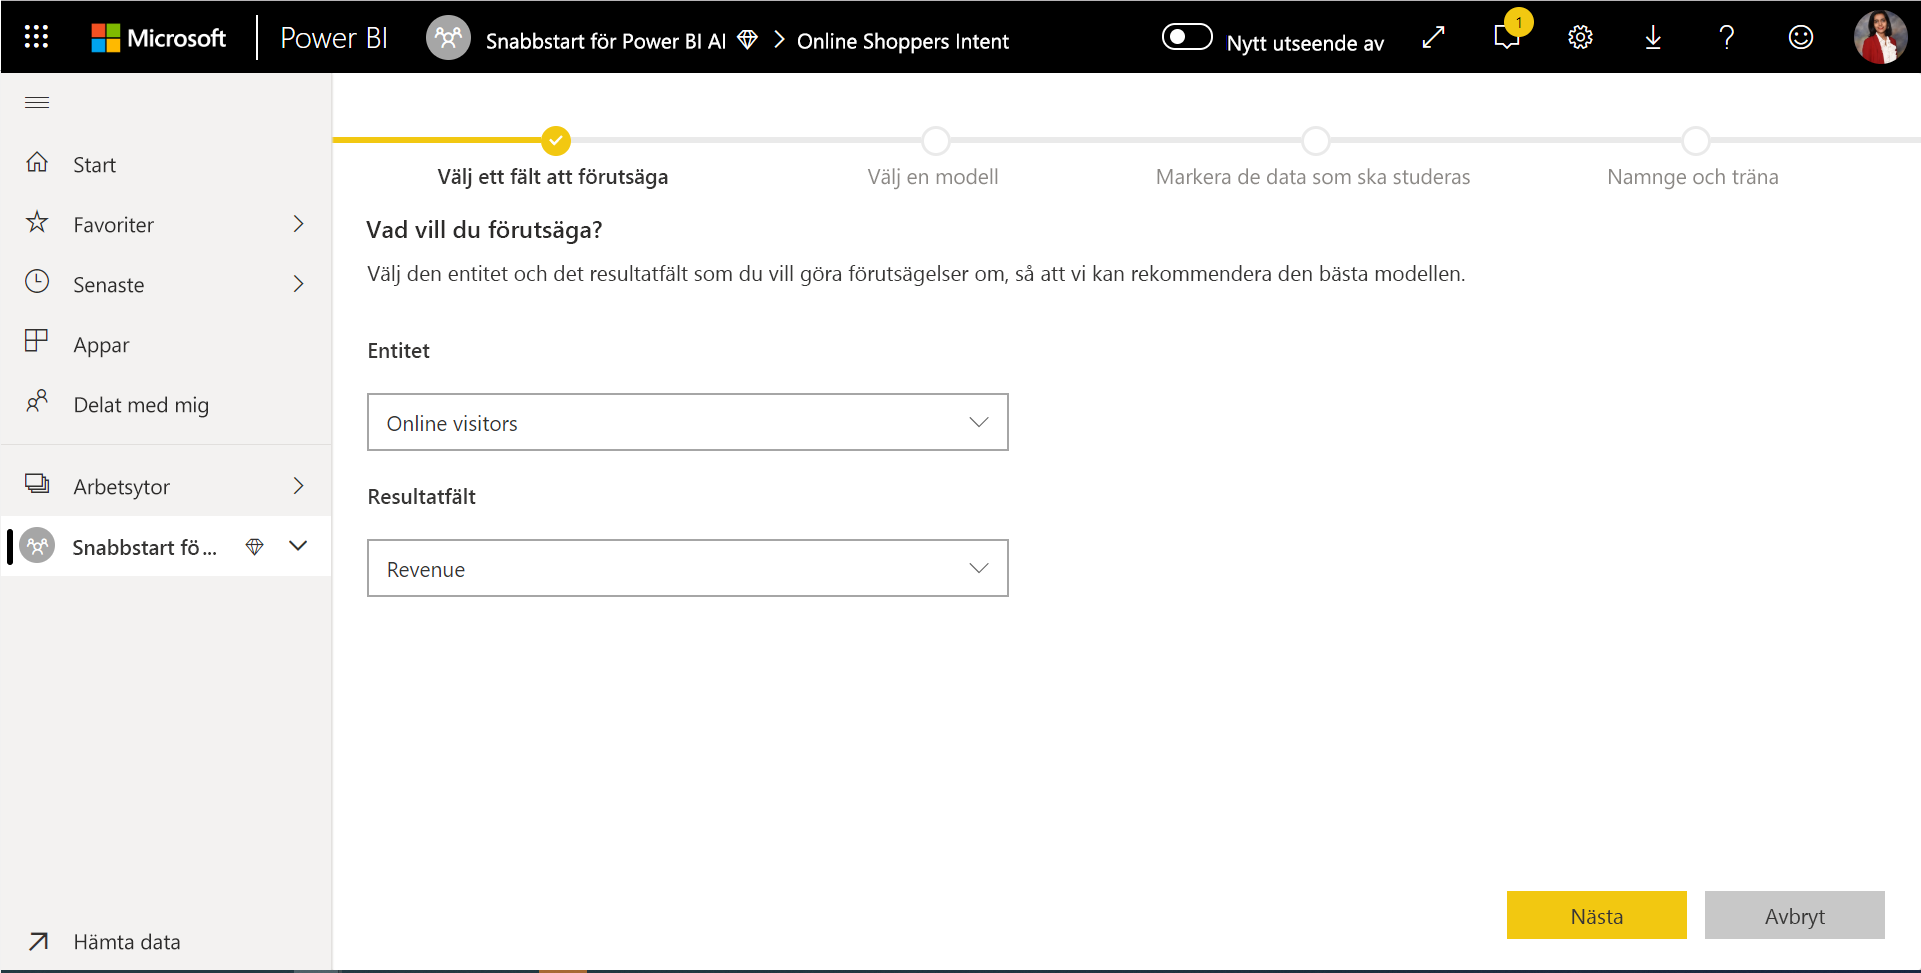 Microsoft
Power BI
Snabbstart för Power BI AI
Online Shoppers Intent
Nytt utseende av
1
Start
Favoriter
Senaste
Appar
Delat med mig
Arbetsytor
Snabbstart fö...
Hämta data
Välj ett fält att förutsäga
Välj en modell
Markera de data som ska studeras
Namnge och träna
Vad vill du förutsäga?
Välj den entitet och det resultatfält som du vill göra förutsägelser om, så att vi kan rekommendera den bästa modellen.
Entitet
Online visitors
Resultatfält
Revenue
Nästa
Avbryt